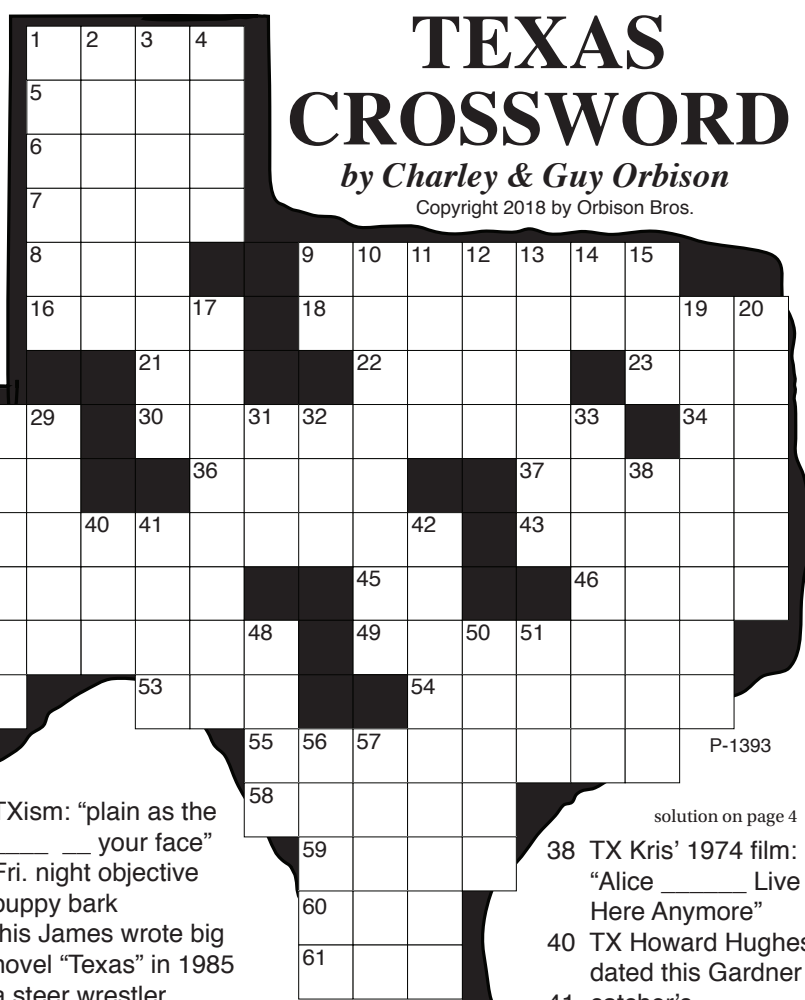 TEXAS
CROSSWORD
by Charley & Guy Orbison
Copyright 2018 by Orbison Bros.
1 2 3 4
5
6
7
8 9 10 11 12 13 14 15
16 17 18 19 20
21 22 23
29 30 31 32 33 34
36 37 38
40 41 42 43
45 46
48 49 50 51
53 54
55 56 57
P-1393
58
solution on page 4
59
60
61
TXism: “plain as the
____ __ your face”
Fri. night objective
puppy bark
this James wrote big
novel “Texas” in 1985
a steer wrestler
38 TX Kris’ 1974 film:
“Alice ______ Live
Here Anymore”
40 TX Howard Hughes
dated this Gardner
41 catcher’s